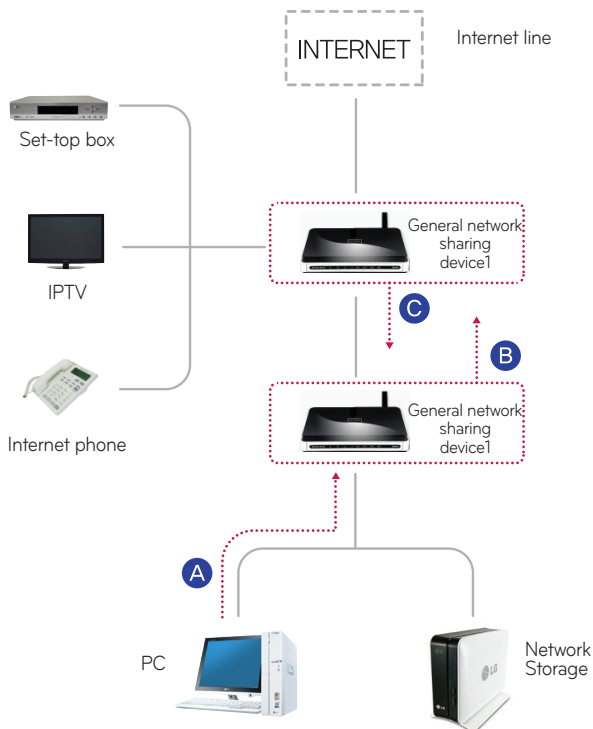 INTERNET
Internet line
Set-top box
General network
sharing
device1
IPTV
C
B
General network
sharing
device1
Internet phone
A
PC
LG
Network
Storage